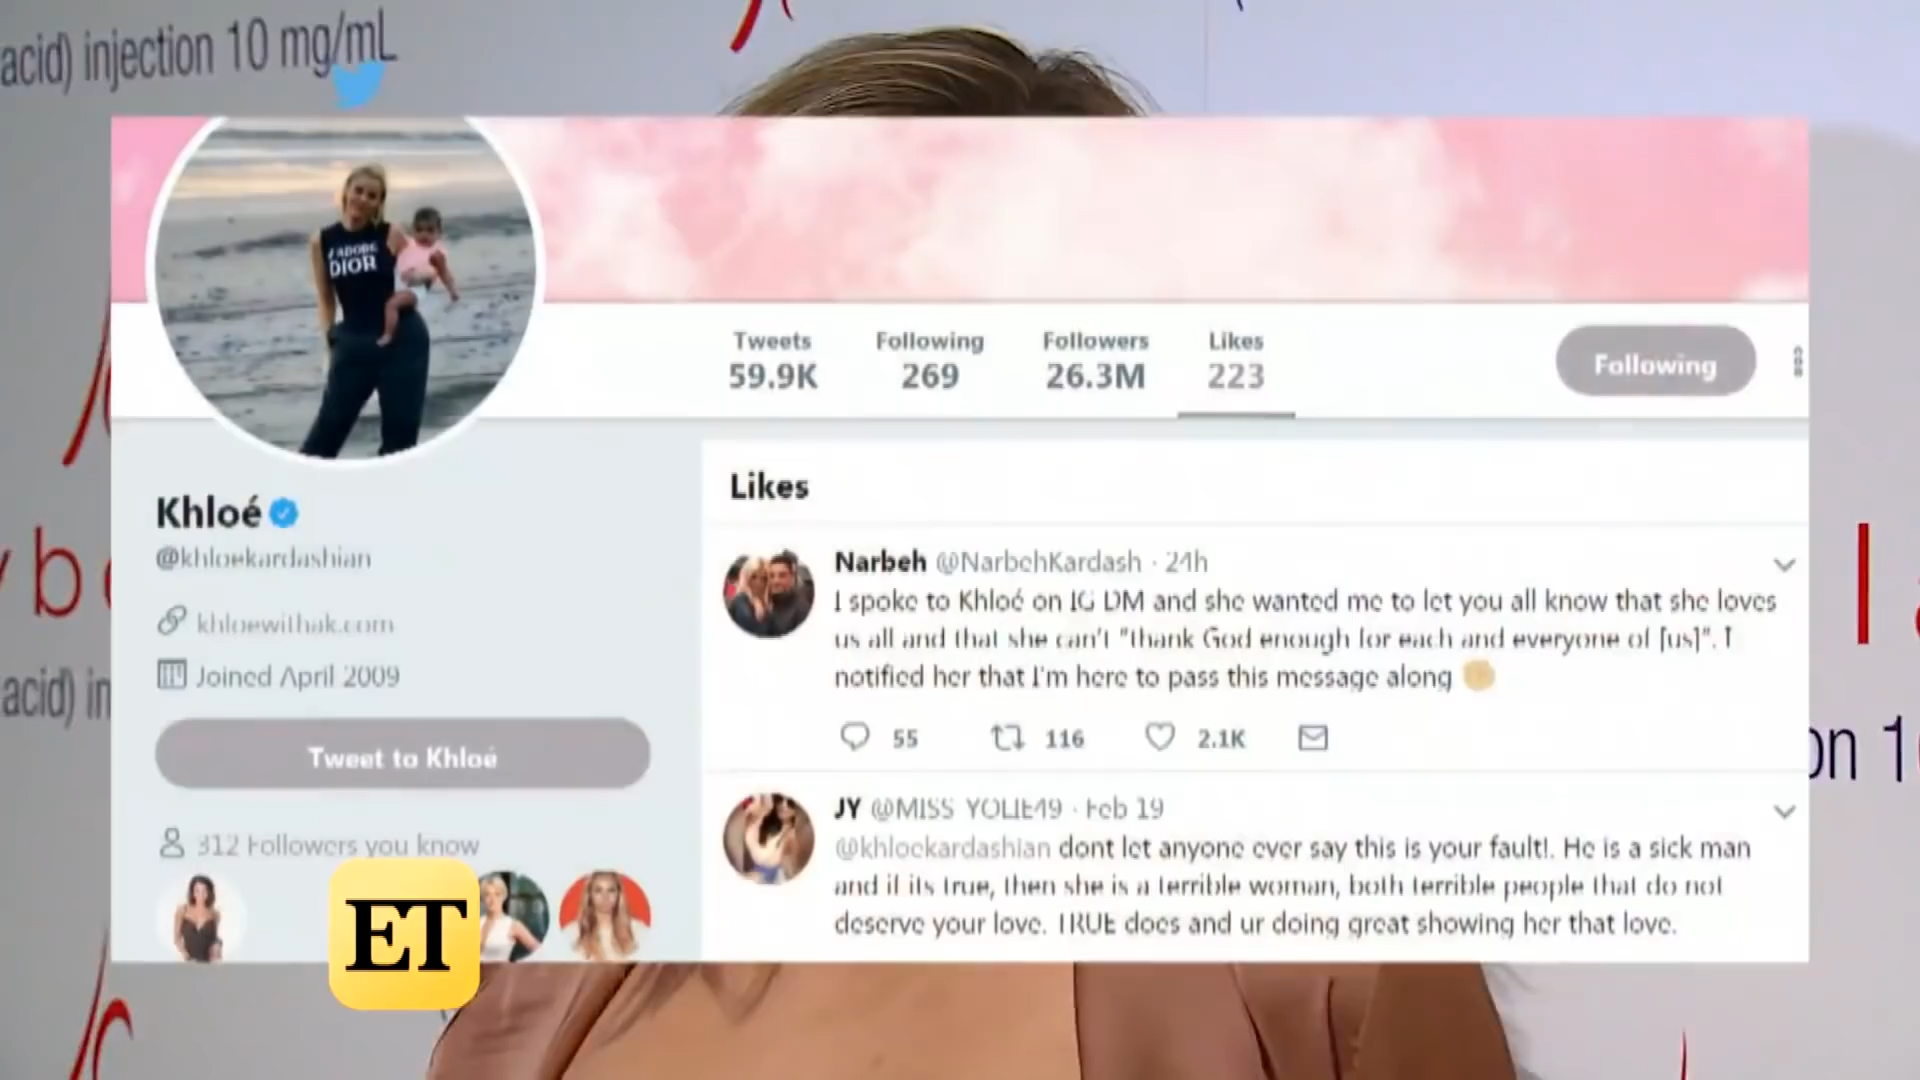 acid) injection 10 mg/mL
J'ADORE
DIOR
Tweets Following Followers Likes
59.9K 269 26.3M 223
Following
Khloé
@khloekardashian
khloewithak.com
Joined April 2009
Tweet to Khloé
312 Followers you know
ET
Likes
Narbeh @NarbehKardash · 24h
I spoke to Khloé on IG DM and she wanted me to let you all know that she loves
us all and that she can't "thank God enough for each and everyone of [us]". I
notified her that I'm here to pass this message along
55 116 2.1K
JY @MISS_YOLIE49 · Feb 19
@khloekardashian dont let anyone ever say this is your fault!. He is a sick man
and if its true, then she is a terrible woman, both terrible people that do not
deserve your love. TRUE does and ur doing great showing her that love.
acid) in
on 1